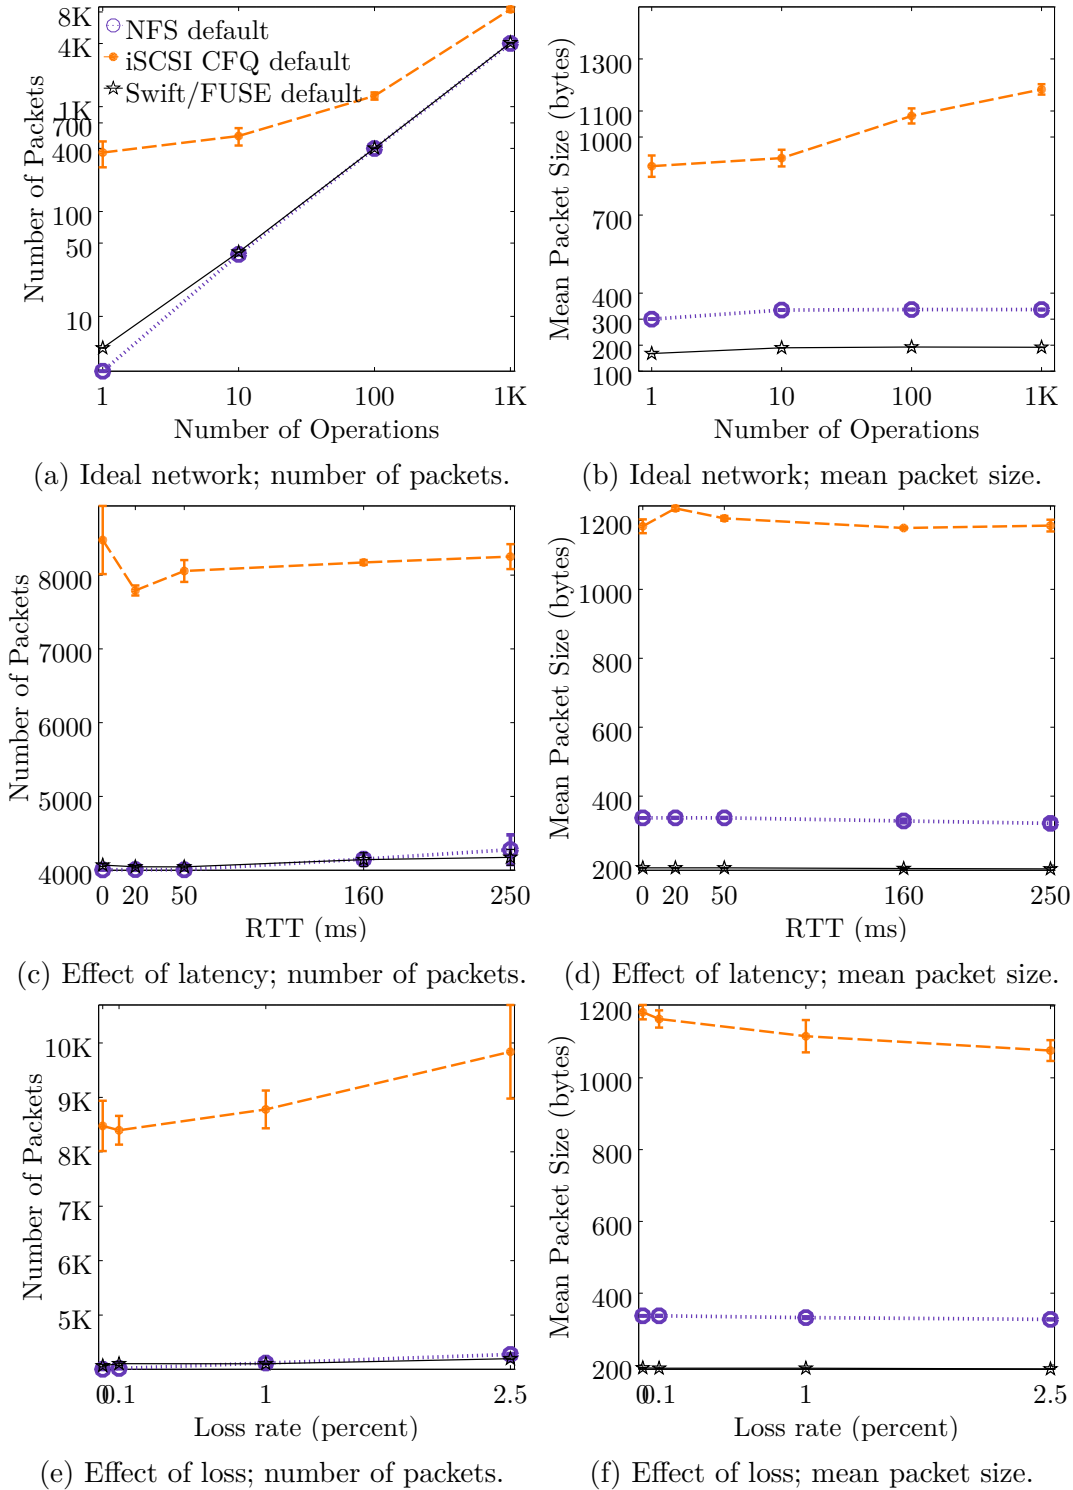 NFS default
iSCSI CFQ default
Swift/FUSE default
Number of Packets
8K
4K
1K
700
400
100
50
10
1 10 100 1K
Number of Operations
(a) Ideal network; number of packets.
Mean Packet Size (bytes)
1300
1100
1000
700
400
300
200
100
1 10 100 1K
Number of Operations
(b) Ideal network; mean packet size.
Number of Packets
8000
7000
6000
5000
4000
0 20 50 160 250
RTT (ms)
(c) Effect of latency; number of packets.
Mean Packet Size (bytes)
1200
1000
800
600
400
200
0 20 50 160 250
RTT (ms)
(d) Effect of latency; mean packet size.
Number of Packets
10K
9K
8K
7K
6K
5K
0 0.1 1 2.5
Loss rate (percent)
(e) Effect of loss; number of packets.
Mean Packet Size (bytes)
1200
1000
800
600
400
200
0 0.1 1 2.5
Loss rate (percent)
(f) Effect of loss; mean packet size.